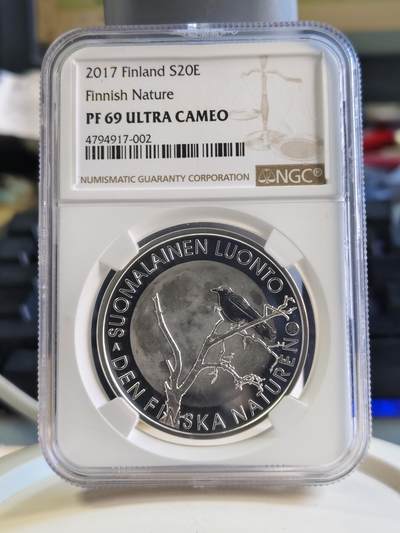 2017 Finland S20E
Finnish Nature
PF 69 ULTRA CAMEO
4794917-002
NUMISMATIC GUARANTY CORPORATION
NGC®
SUOMALAINEN LUONTO
DEN FINSKA NATUREN